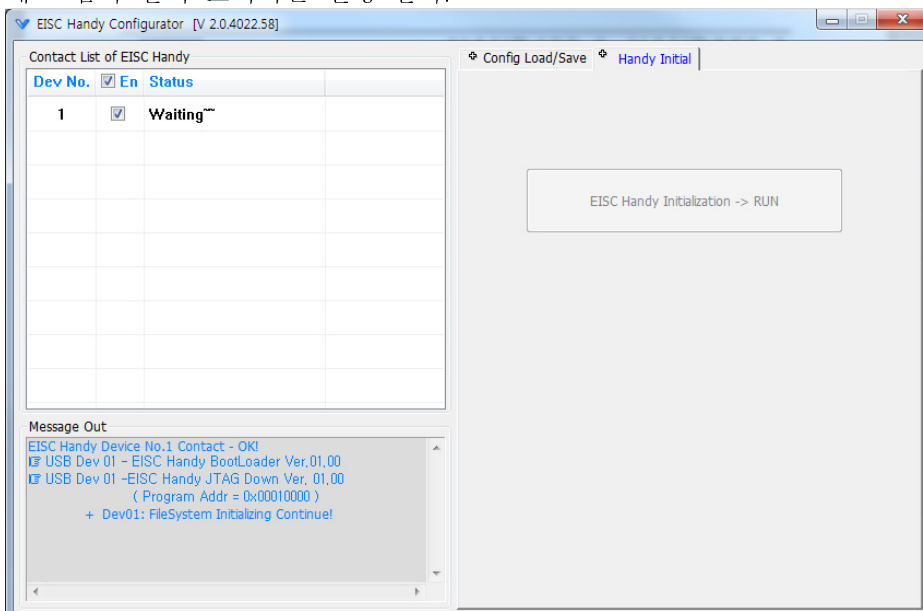 EISC Handy Configurator [V 2.0.4022.58]
Contact List of EISC Handy
Dev No. En Status
1 Waiting~~
Message Out
EISC Handy Device No.1 Contact - OK!
☞ USB Dev 01 - EISC Handy BootLoader Ver,01,00
☞ USB Dev 01 -EISC Handy JTAG Down Ver, 01,00
( Program Addr = 0x00010000 )
+ Dev01: FileSystem Initializing Continue!
Config Load/Save Handy Initial
EISC Handy Initialization -> RUN